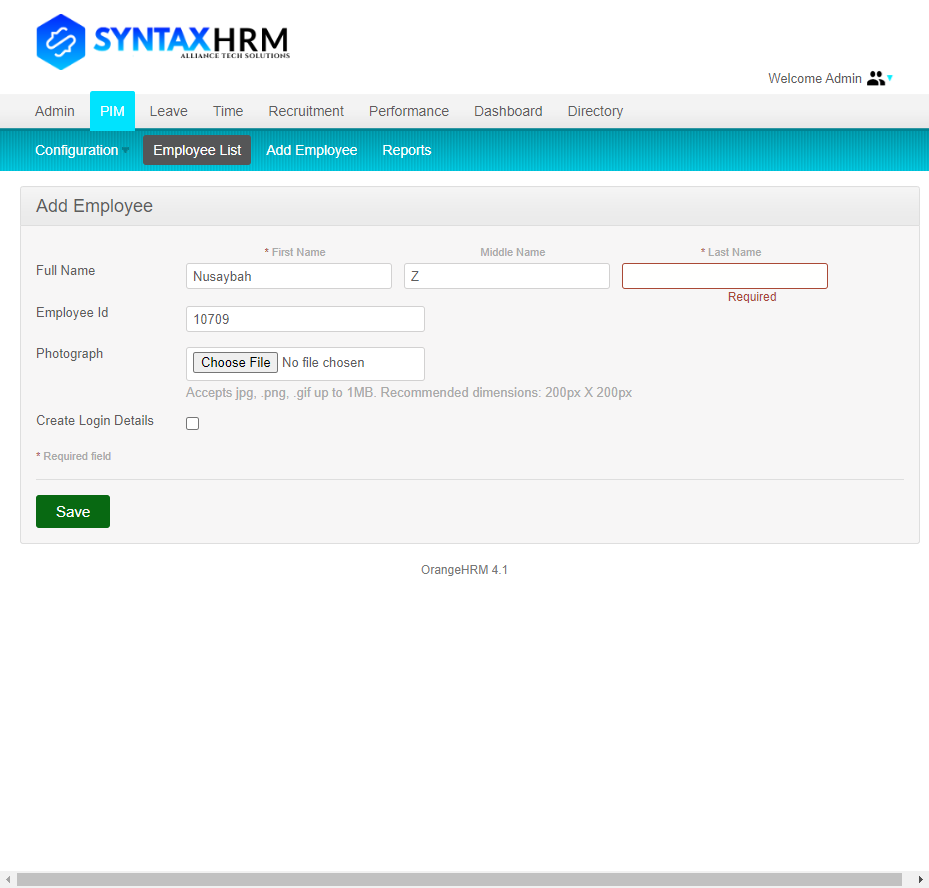 SYNTAXHRM
ALLIANCE TECH SOLUTIONS
Welcome Admin
Admin PIM Leave Time Recruitment Performance Dashboard Directory
Configuration Employee List Add Employee Reports
Add Employee
* First Name Middle Name * Last Name
Full Name Nusaybah Z
Required
Employee Id 10709
Photograph Choose File No file chosen
Accepts jpg, .png, .gif up to 1MB. Recommended dimensions: 200px X 200px
Create Login Details
* Required field
Save
OrangeHRM 4.1